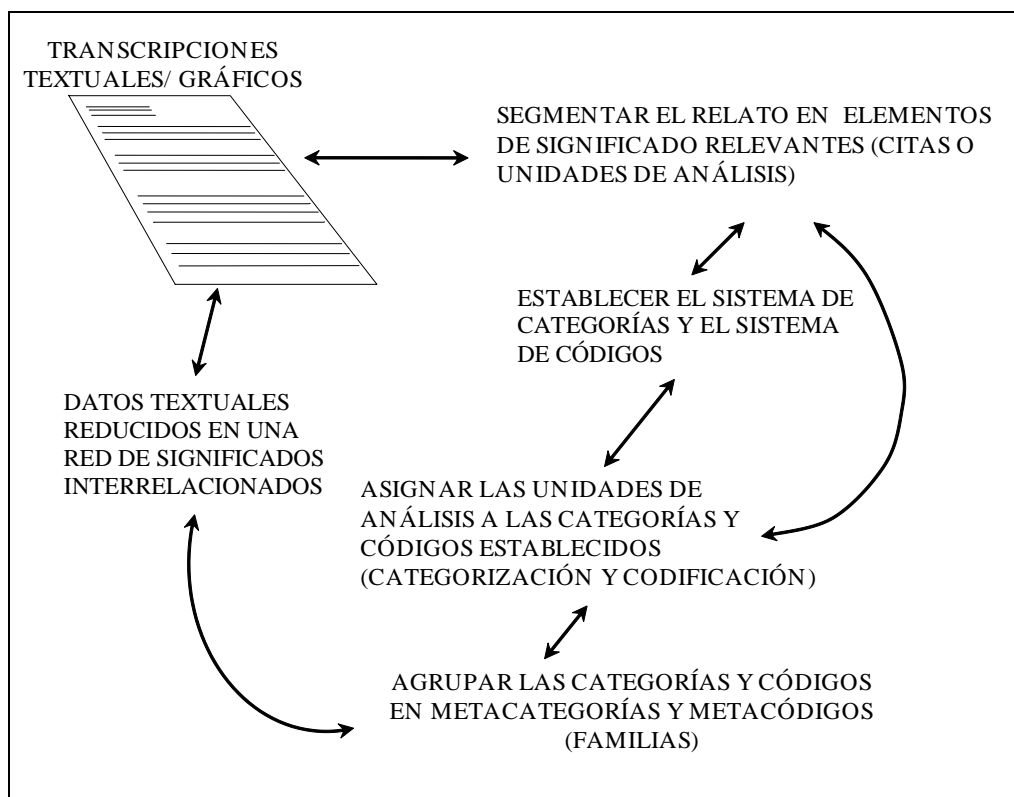 TRANSCRIPCIONES
TEXTUALES/ GRÁFICOS
SEGMENTAR EL RELATO EN ELEMENTOS
DE SIGNIFICADO RELEVANTES (CITAS O
UNIDADES DE ANÁLISIS)
ESTABLECER EL SISTEMA DE
CATEGORÍAS Y EL SISTEMA
DE CÓDIGOS
DATOS TEXTUALES
REDUCIDOS EN UNA
RED DE SIGNIFICADOS
INTERRELACIONADOS
ASIGNAR LAS UNIDADES DE
ANÁLISIS A LAS CATEGORÍAS Y
CÓDIGOS ESTABLECIDOS
(CATEGORIZACIÓN Y CODIFICACIÓN)
AGRUPAR LAS CATEGORÍAS Y CÓDIGOS
EN METACATEGORÍAS Y METACÓDIGOS
(FAMILIAS)